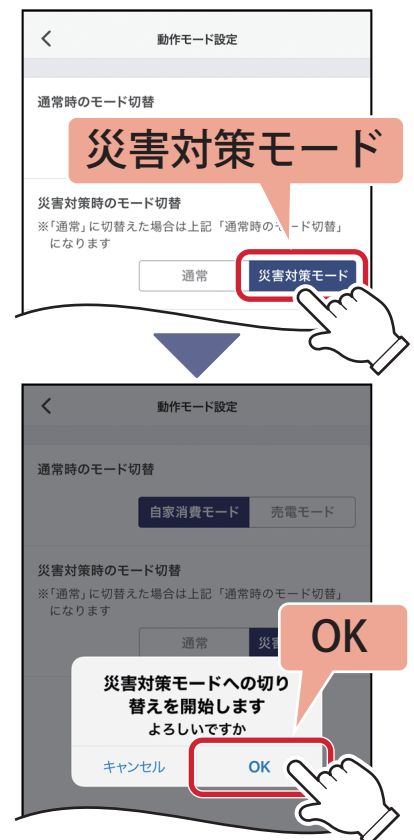 動作モード設定
通常時のモード切替
災害対策モード
災害対策時のモード切替
※「通常」に切替えた場合は上記「通常時のモード切替」
になります
通常
災害対策モード
動作モード設定
通常時のモード切替
自家消費モード
売電モード
災害対策時のモード切替
※「通常」に切替えた場合は上記「通常時のモード切替」
になります
通常
災害
OK
災害対策モードへの切り
替えを開始します
よろしいですか
キャンセル
OK